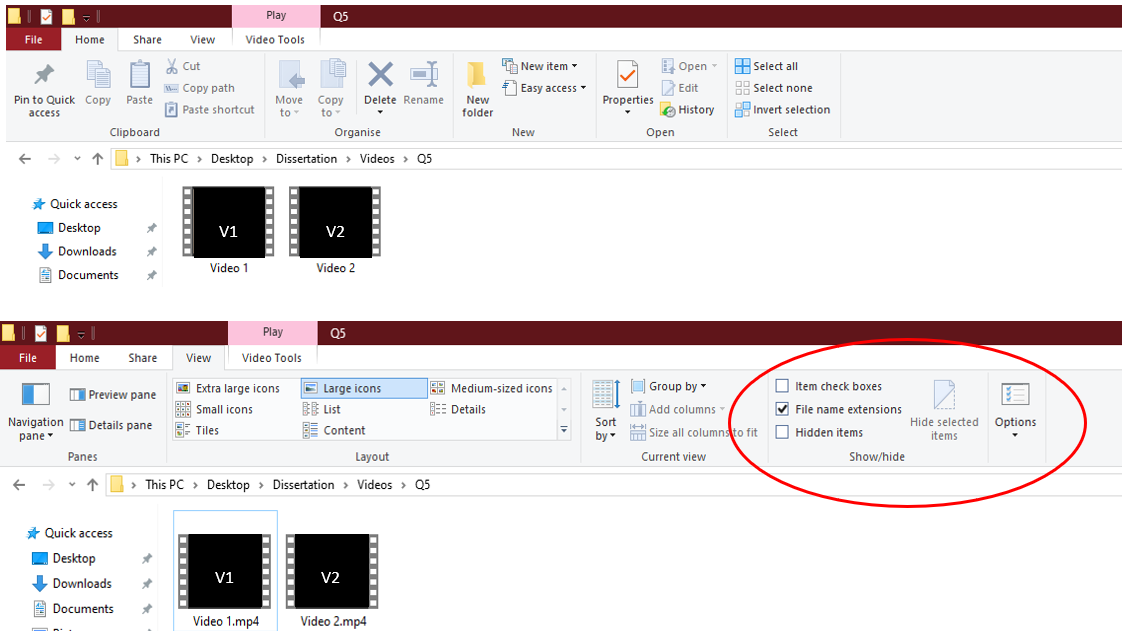 Play Q5
File Home Share View Video Tools
Pin to Quick access Copy Paste Cut Copy path Paste shortcut
Clipboard
Move to Copy to Delete Rename
Organise
New folder New item Easy access
New
Properties Open Edit History
Open
Select all Select none Invert selection
Select
This PC Desktop Dissertation Videos Q5
Quick access
Desktop
Downloads
Documents
V1 V2
Video 1 Video 2
Play Q5
File Home Share View Video Tools
Navigation pane Preview pane Details pane
Panes
Extra large icons Large icons Medium-sized icons
Small icons List Details
Tiles Content
Layout
Sort by Group by Add columns Size all columns to fit
Current view
Item check boxes
File name extensions
Hidden items
Hide selected items
Show/hide
Options
This PC Desktop Dissertation Videos Q5
Quick access
Desktop
Downloads
Documents
V1 V2
Video 1.mp4 Video 2.mp4